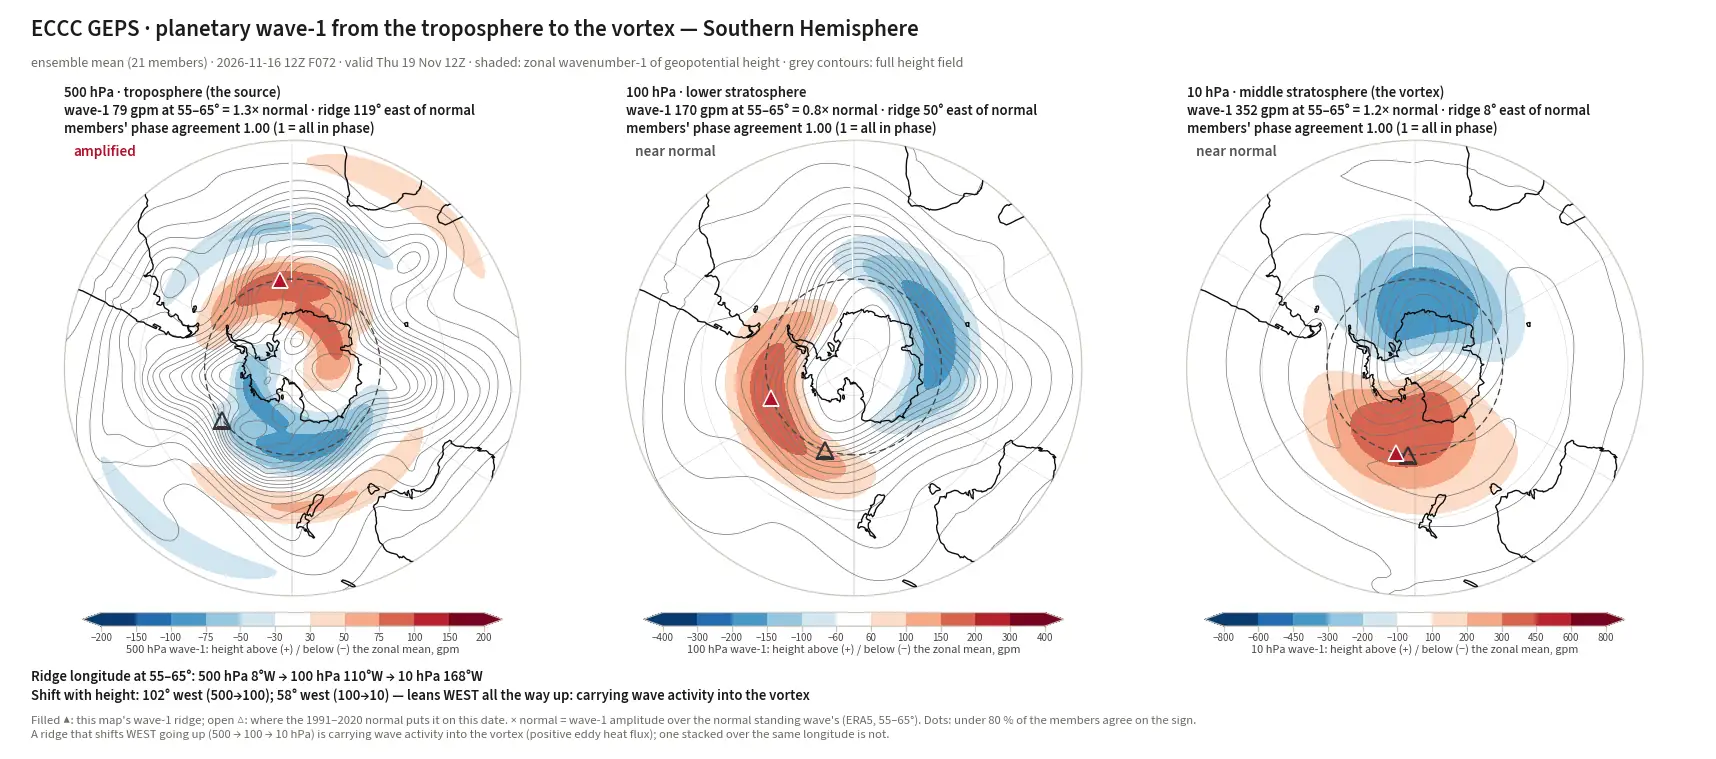 ECCC GEPS · planetary wave-1 from the troposphere to the vortex — Southern Hemisphere
ensemble mean (21 members) · 2026-11-16 12Z F072 · valid Thu 19 Nov 12Z · shaded: zonal wavenumber-1 of geopotential height · grey contours: full height field
500 hPa · troposphere (the source)
wave-1 79 gpm at 55–65° = 1.3× normal · ridge 119° east of normal
members' phase agreement 1.00 (1 = all in phase)
amplified
100 hPa · lower stratosphere
wave-1 170 gpm at 55–65° = 0.8× normal · ridge 50° east of normal
members' phase agreement 1.00 (1 = all in phase)
near normal
10 hPa · middle stratosphere (the vortex)
wave-1 352 gpm at 55–65° = 1.2× normal · ridge 8° east of normal
members' phase agreement 1.00 (1 = all in phase)
near normal
−200 −150 −100 −75 −50 −30 30 50 75 100 150 200
500 hPa wave-1: height above (+) / below (−) the zonal mean, gpm
−400 −300 −200 −150 −100 −60 60 100 150 200 300 400
100 hPa wave-1: height above (+) / below (−) the zonal mean, gpm
−800 −600 −450 −300 −200 −100 100 200 300 450 600 800
10 hPa wave-1: height above (+) / below (−) the zonal mean, gpm
Ridge longitude at 55–65°: 500 hPa 8°W → 100 hPa 110°W → 10 hPa 168°W
Shift with height: 102° west (500→100); 58° west (100→10) — leans WEST all the way up: carrying wave activity into the vortex
Filled ▲: this map's wave-1 ridge; open △: where the 1991–2020 normal puts it on this date. × normal = wave-1 amplitude over the normal standing wave's (ERA5, 55–65°). Dots: under 80 % of the members agree on the sign.
A ridge that shifts WEST going up (500 → 100 → 10 hPa) is carrying wave activity into the vortex (positive eddy heat flux); one stacked over the same longitude is not.